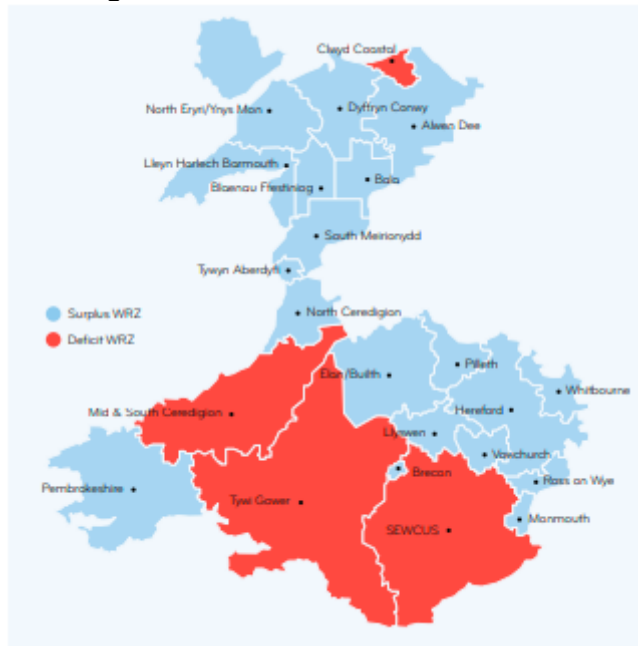 Clwyd Coastal
North Eryri/Ynys Mon
Dyffryn Conwy
Alwen Dee
Lleyn Harlech Barmouth
Blaenau Ffestiniog
Bala
South Meirionydd
Tywyn Aberdyfi
North Ceredigion
Surplus WRZ
Deficit WRZ
Elan/Builth
Pilleth
Whitbourne
Mid & South Ceredigion
Hereford
Llyswen
Vowchurch
Brecon
Ross on Wye
Pembrokeshire
Tywi Gower
Monmouth
SEWCUS